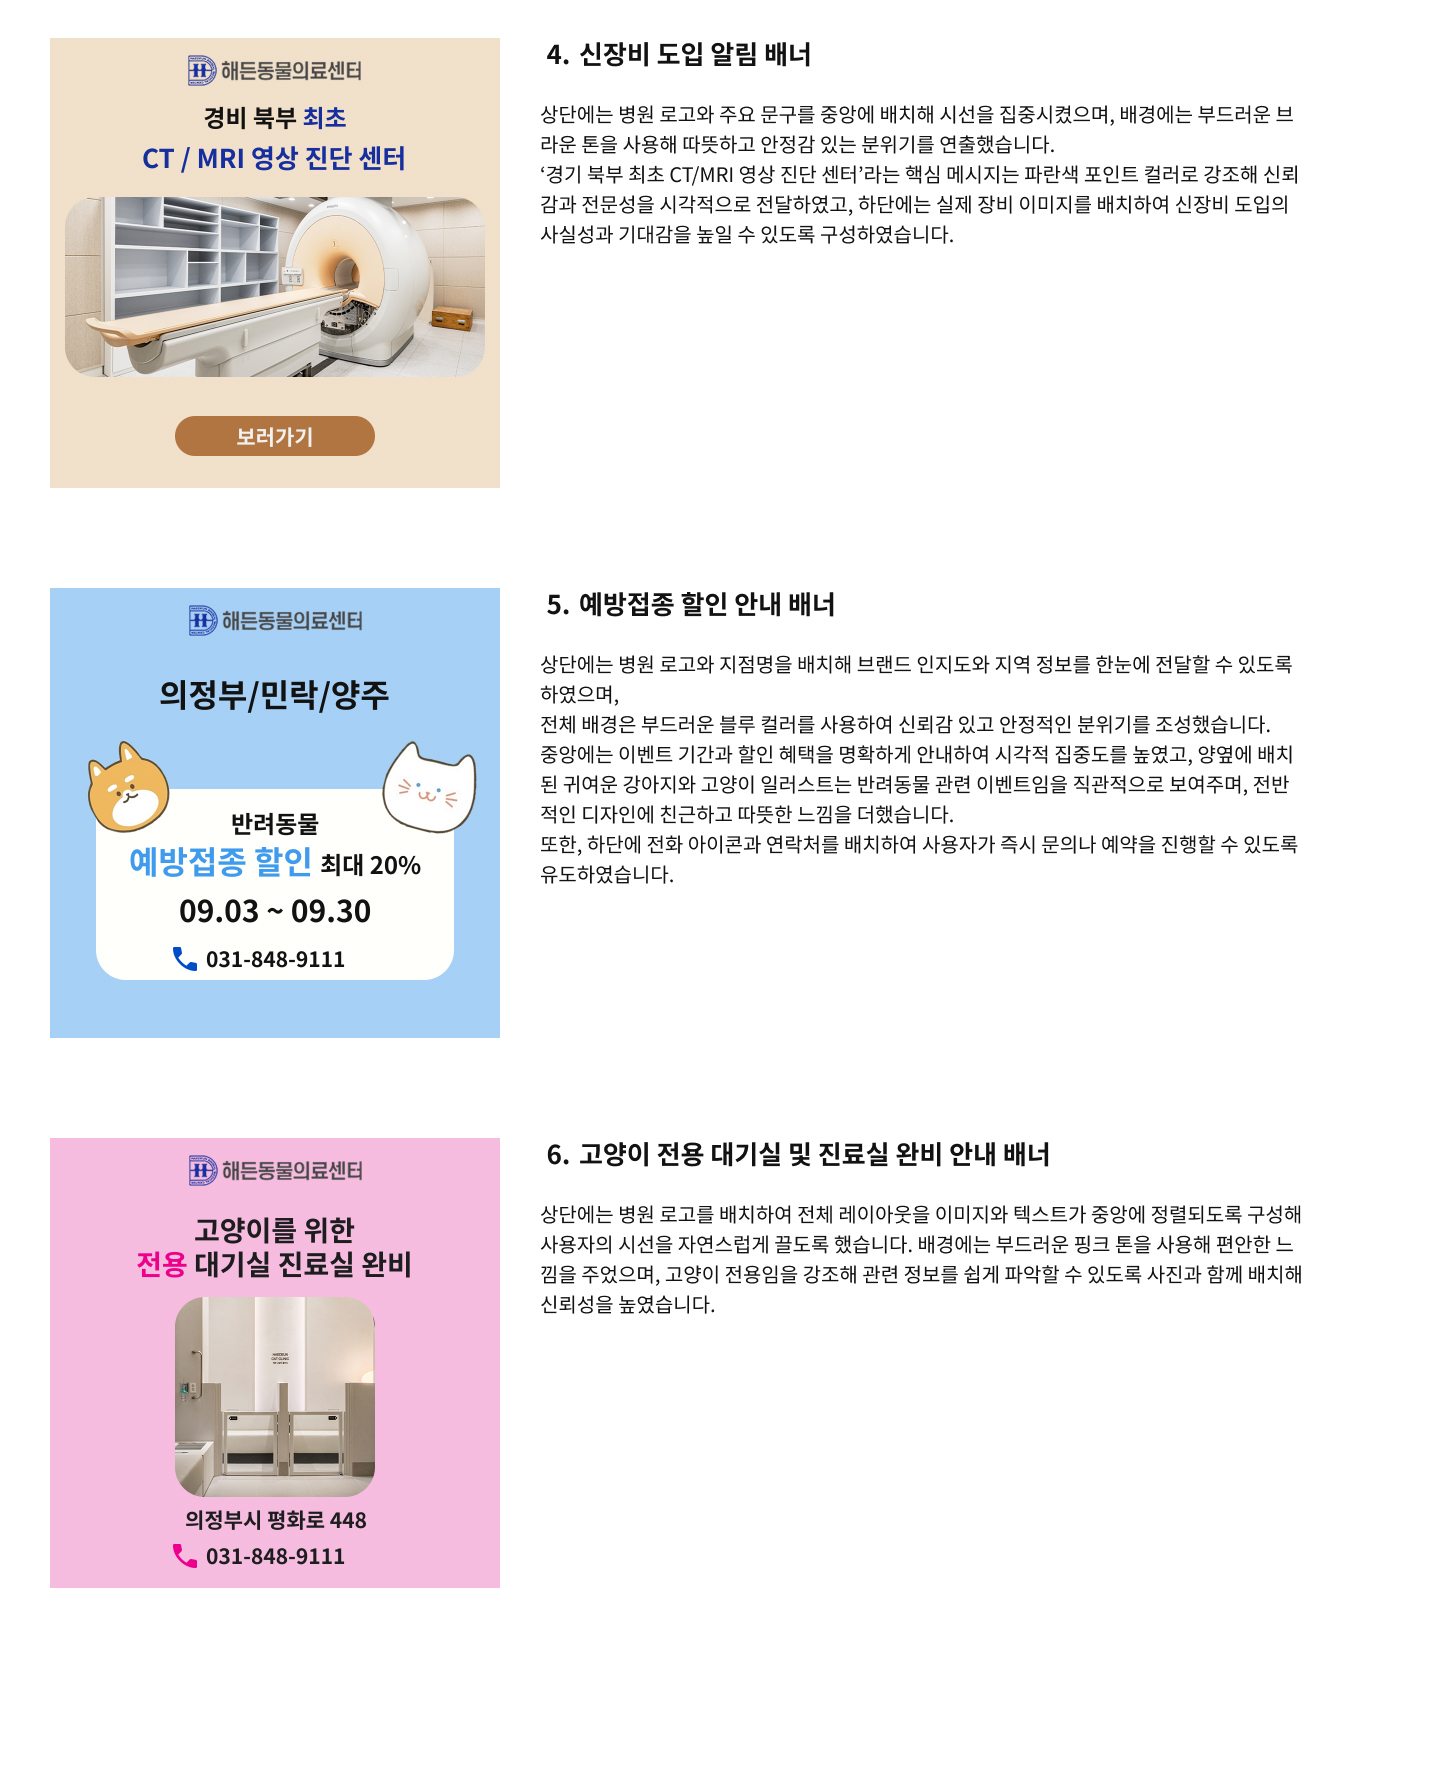 해든동물의료센터
경비 북부 최초
CT / MRI 영상 진단 센터
보러가기
4. 신장비 도입 알림 배너
상단에는 병원 로고와 주요 문구를 중앙에 배치해 시선을 집중시켰으며, 배경에는 부드러운 브
라운 톤을 사용해 따뜻하고 안정감 있는 분위기를 연출했습니다.
‘경기 북부 최초 CT/MRI 영상 진단 센터’라는 핵심 메시지는 파란색 포인트 컬러로 강조해 신뢰
감과 전문성을 시각적으로 전달하였고, 하단에는 실제 장비 이미지를 배치하여 신장비 도입의
사실성과 기대감을 높일 수 있도록 구성하였습니다.
해든동물의료센터
의정부/민락/양주
반려동물
예방접종 할인 최대 20%
09.03 ~ 09.30
031-848-9111
5. 예방접종 할인 안내 배너
상단에는 병원 로고와 지점명을 배치해 브랜드 인지도와 지역 정보를 한눈에 전달할 수 있도록
하였으며,
전체 배경은 부드러운 블루 컬러를 사용하여 신뢰감 있고 안정적인 분위기를 조성했습니다.
중앙에는 이벤트 기간과 할인 혜택을 명확하게 안내하여 시각적 집중도를 높였고, 양옆에 배치
된 귀여운 강아지와 고양이 일러스트는 반려동물 관련 이벤트임을 직관적으로 보여주며, 전반
적인 디자인에 친근하고 따뜻한 느낌을 더했습니다.
또한, 하단에 전화 아이콘과 연락처를 배치하여 사용자가 즉시 문의나 예약을 진행할 수 있도록
유도하였습니다.
해든동물의료센터
고양이를 위한
전용 대기실 진료실 완비
HAEDEUN
CAT CLINIC
의정부시 평화로 448
031-848-9111
6. 고양이 전용 대기실 및 진료실 완비 안내 배너
상단에는 병원 로고를 배치하여 전체 레이아웃을 이미지와 텍스트가 중앙에 정렬되도록 구성해
사용자의 시선을 자연스럽게 끌도록 했습니다. 배경에는 부드러운 핑크 톤을 사용해 편안한 느
낌을 주었으며, 고양이 전용임을 강조해 관련 정보를 쉽게 파악할 수 있도록 사진과 함께 배치해
신뢰성을 높였습니다.